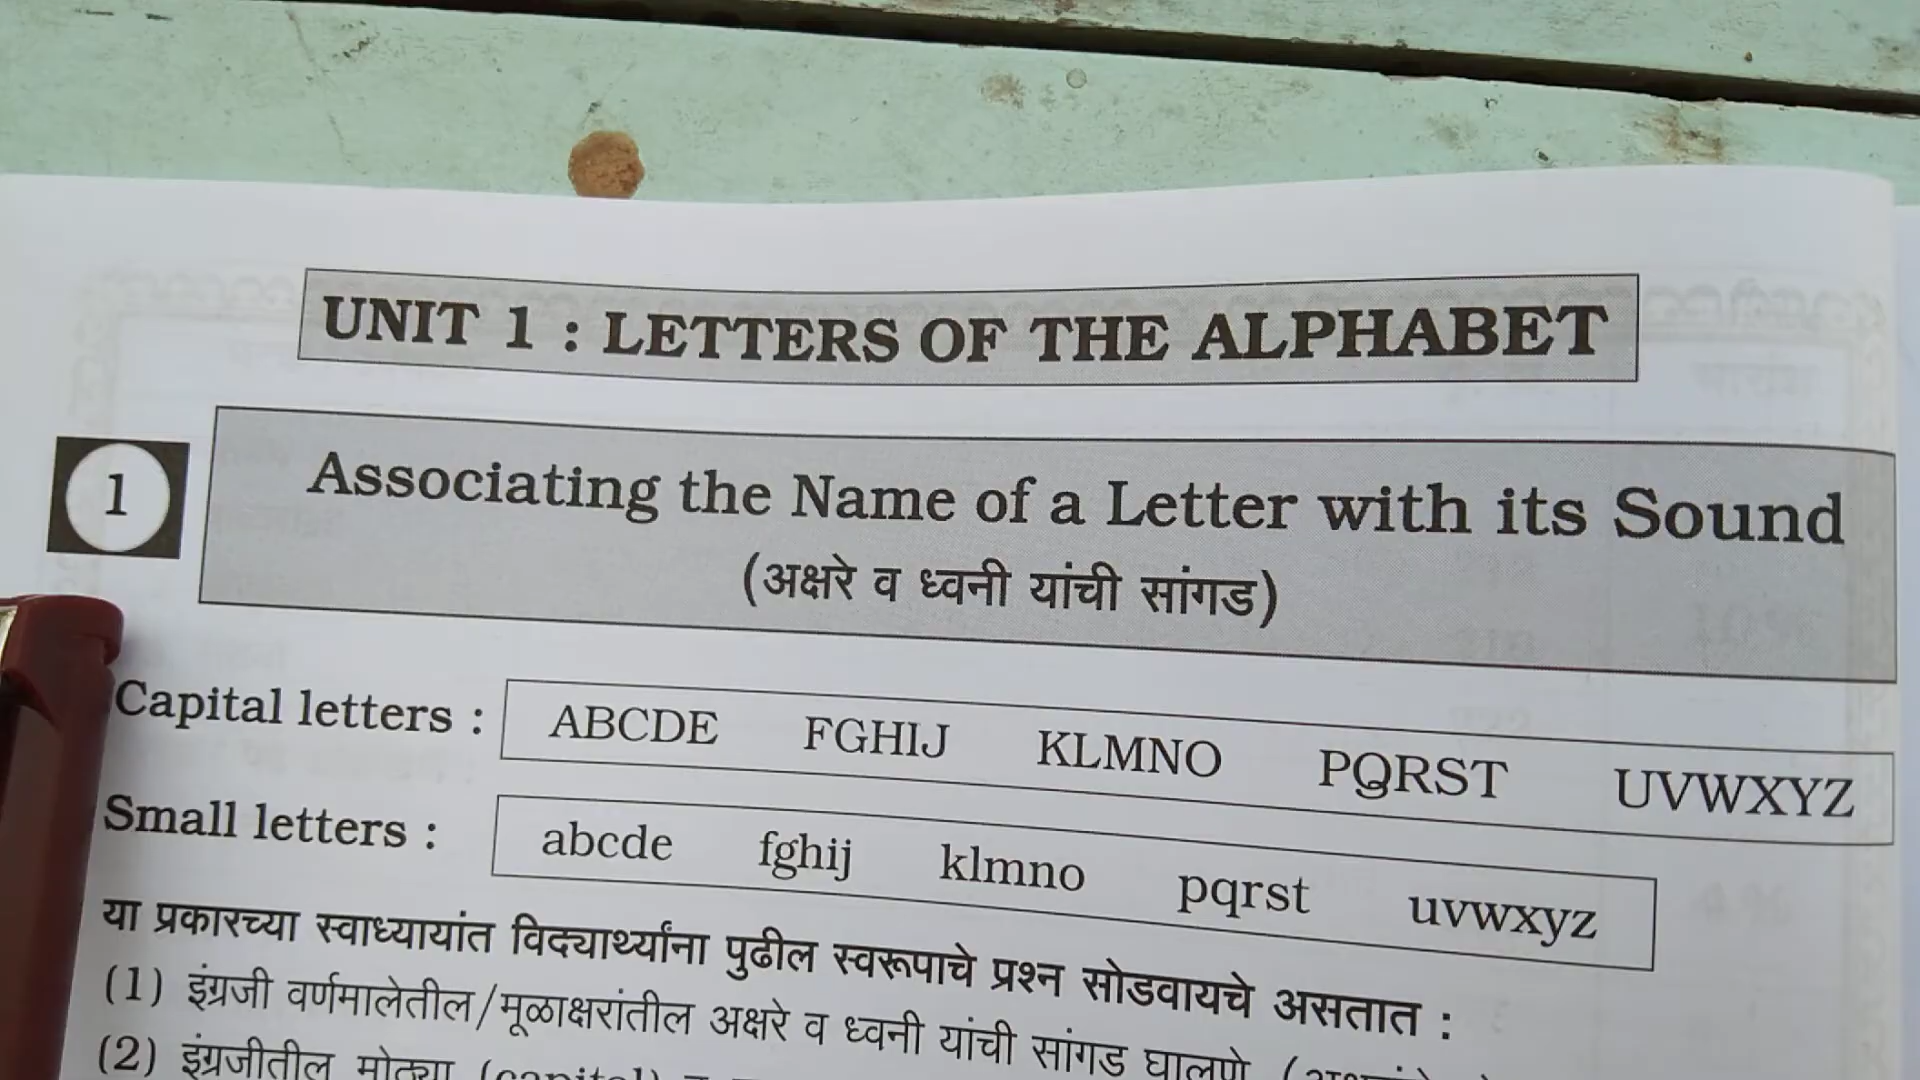 UNIT 1 : LETTERS OF THE ALPHABET
1
Associating the Name of a Letter with its Sound
(अक्षरे व ध्वनी यांची सांगड)
Capital letters : ABCDE FGHIJ KLMNO PQRST UVWXYZ
Small letters : abcde fghij klmno pqrst uvwxyz
या प्रकारच्या स्वाध्यायांत विद्यार्थ्यांना पुढील स्वरूपाचे प्रश्न सोडवायचे असतात :
(1) इंग्रजी वर्णमालेतील/मूळाक्षरांतील अक्षरे व ध्वनी यांची सांगड घालणे.
(2) इंग्रजीतील मोठ्या (capital) व